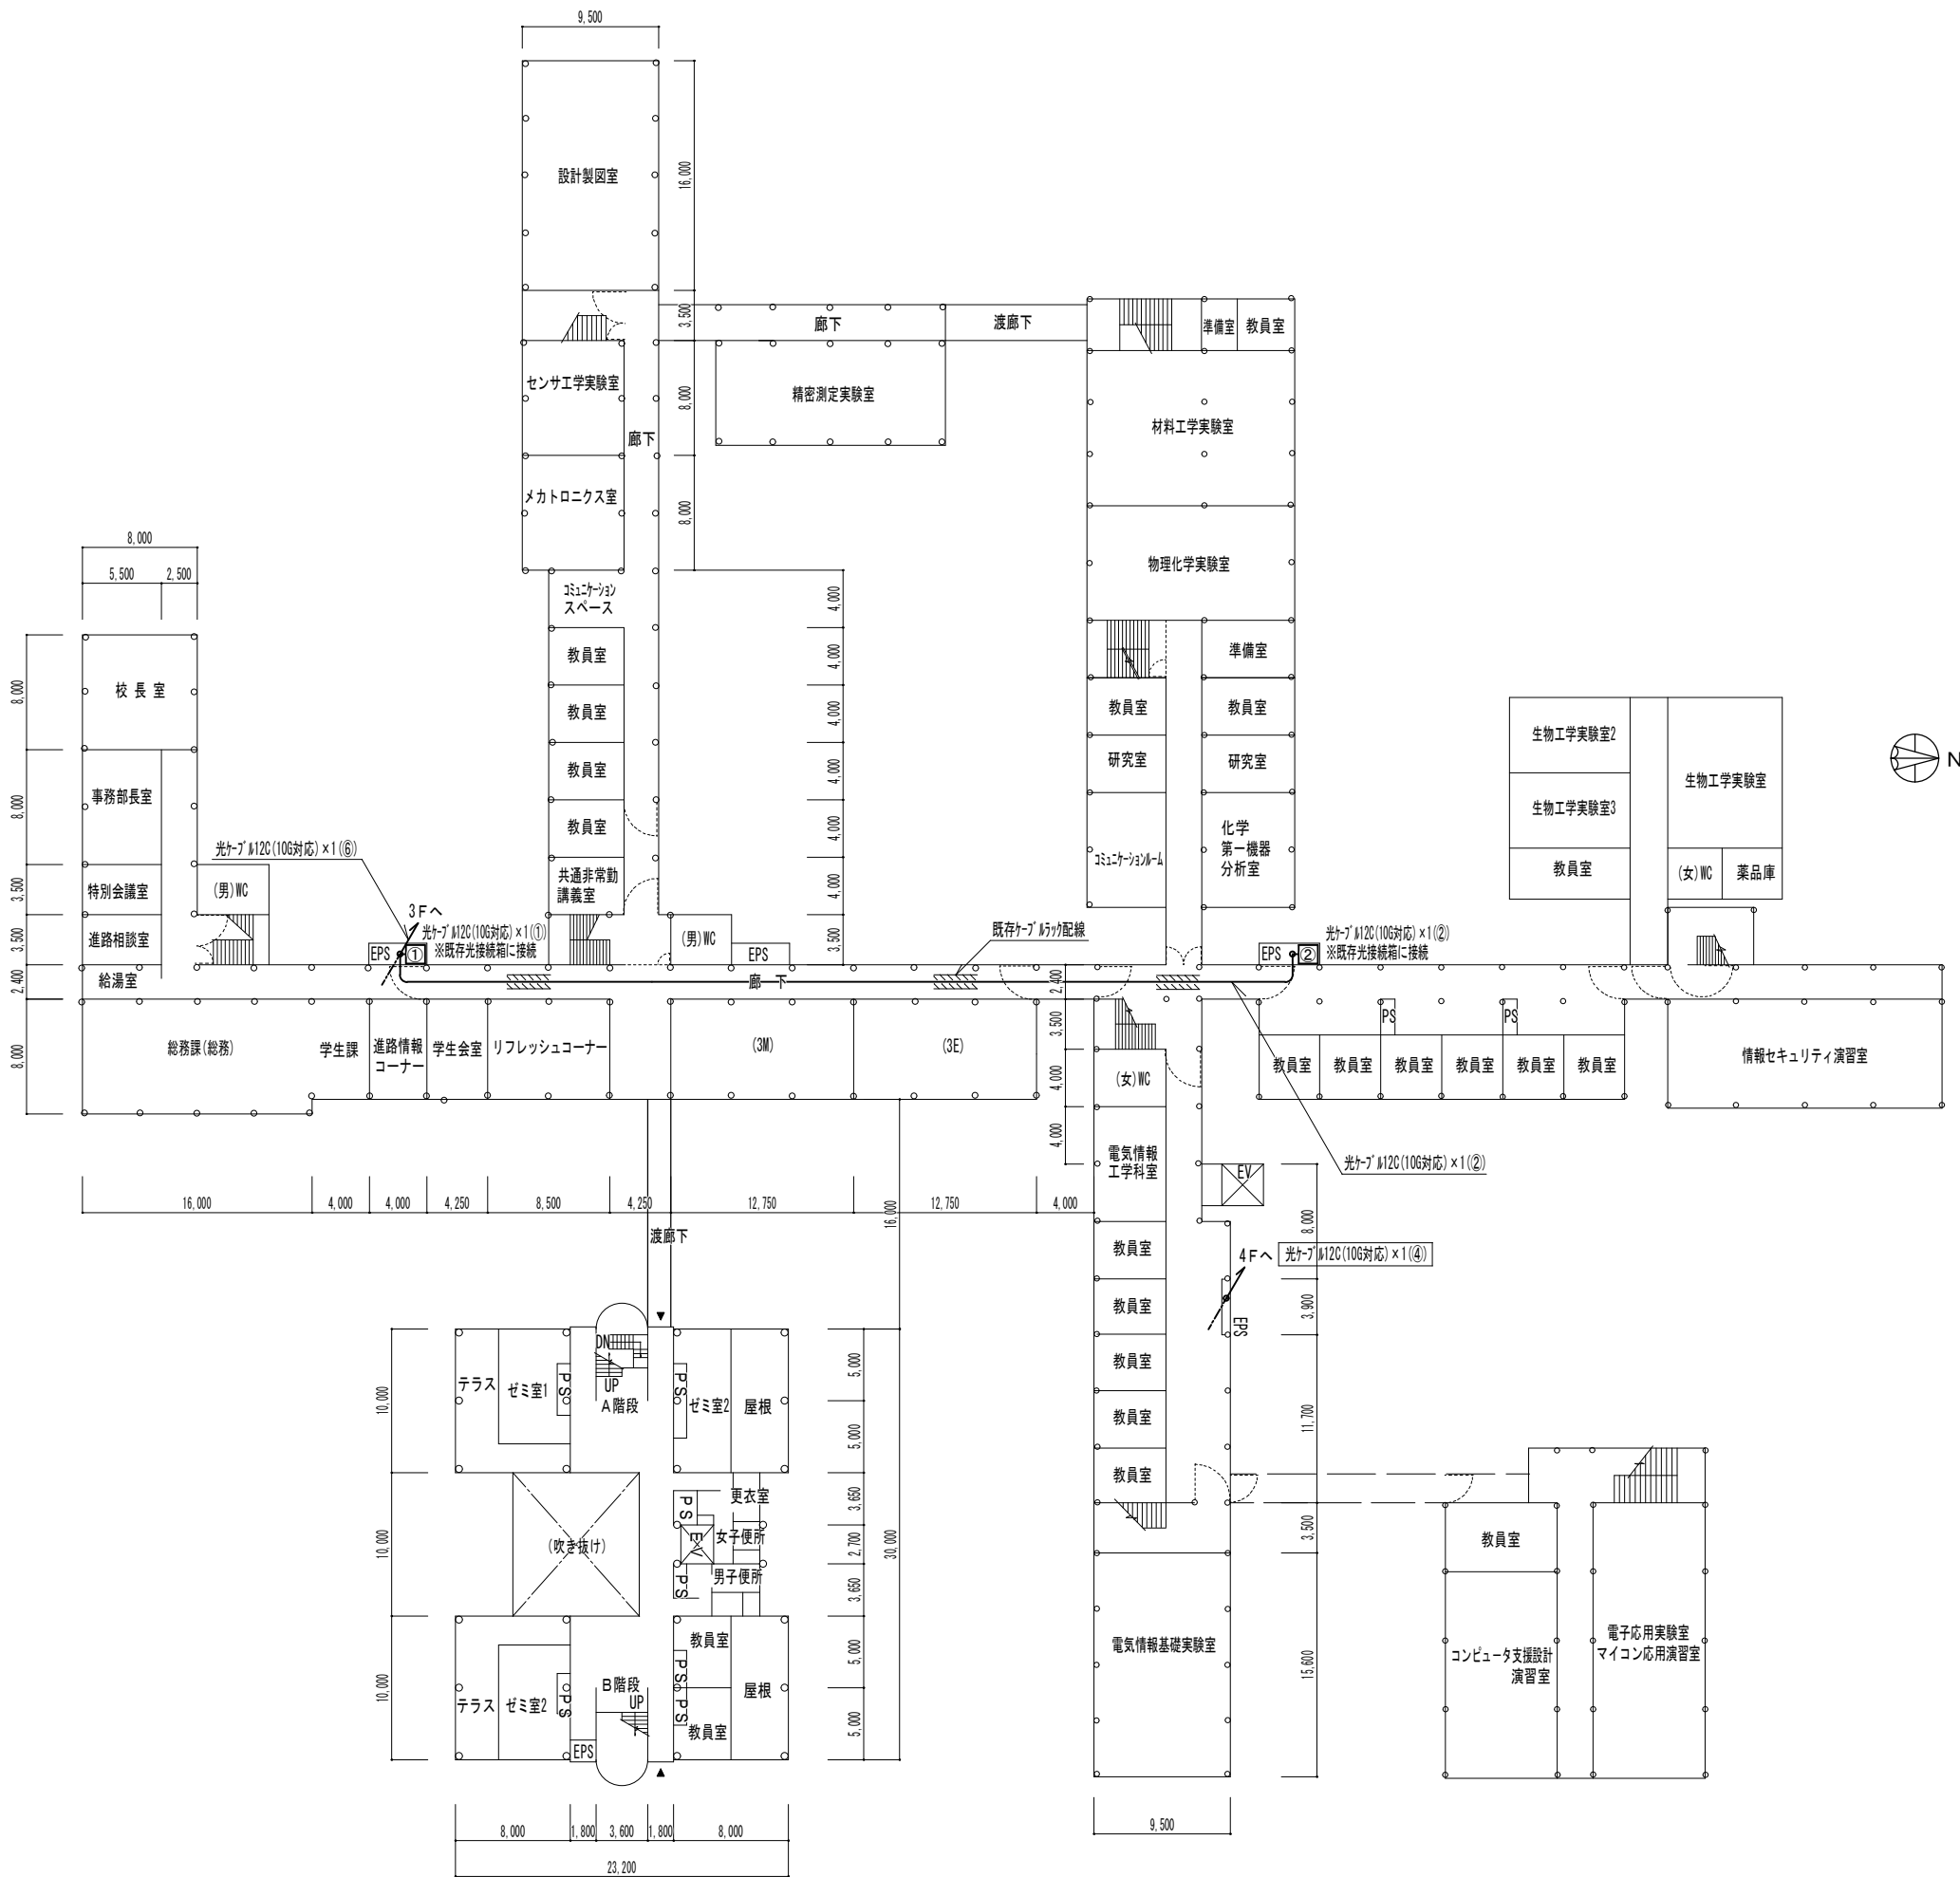 9,500
設計製図室
16,000
3,500
廊下
渡廊下
準備室
教員室
センサ工学実験室
精密測定実験室
8,000
廊下
材料工学実験室
メカトロニクス室
8,000
物理化学実験室
8,000
5,500
2,500
コミュニケーション
スペース
4,000
教員室
4,000
準備室
校 長 室
8,000
教員室
4,000
教員室
教員室
生物工学実験室2
N
教員室
4,000
研究室
研究室
生物工学実験室
事務部長室
8,000
生物工学実験室3
教員室
4,000
光ケーブル12C(10G対応)×1(⑥)
コミュニケーションルーム
化学
第一機器
分析室
特別会議室
3,500
(男)WC
共通非常勤
講義室
4,000
教員室
(女)WC
薬品庫
3Fへ
光ケーブル12C(10G対応)×1(①)
※既存光接続箱に接続
既存ケーブルラック配線
光ケーブル12C(10G対応)×1(②)
※既存光接続箱に接続
進路相談室
3,500
EPS
①
(男)WC
EPS
3,500
EPS
②
給湯室
2,400
廊 下
2,400
総務課(総務)
学生課
進路情報
コーナー
学生会室
リフレッシュコーナー
(3M)
(3E)
8,000
3,500
PS
PS
教員室
教員室
教員室
教員室
教員室
教員室
情報セキュリティ演習室
(女)WC
4,000
電気情報
工学科室
4,000
EV
光ケーブル12C(10G対応)×1(②)
16,000
4,000
4,000
4,250
8,500
4,250
12,750
12,750
4,000
16,000
渡廊下
8,000
教員室
4Fへ
光ケーブル12C(10G対応)×1(④)
教員室
3,900
EPS
教員室
教員室
11,700
教員室
DN
UP
A階段
テラス
ゼミ室1
PS
PS
ゼミ室2
屋根
10,000
5,000
5,000
PS
更衣室
3,650
(吹き抜け)
EV
女子便所
2,700
10,000
30,000
PS
男子便所
3,650
3,500
教員室
教員室
5,000
電気情報基礎実験室
15,600
コンピュータ支援設計
演習室
電子応用実験室
マイコン応用演習室
テラス
ゼミ室2
PS
B階段
UP
PS
PS
屋根
10,000
教員室
5,000
EPS
8,000
1,800
3,600
1,800
8,000
9,500
23,200